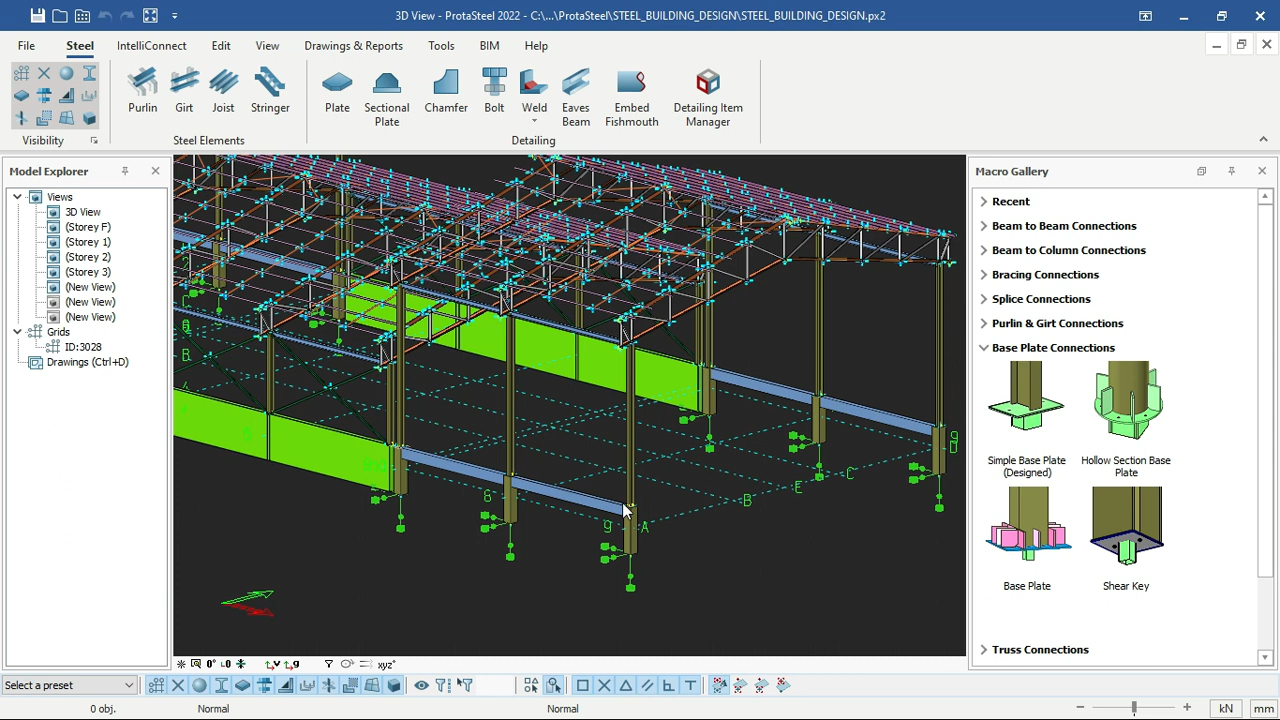 3D View - ProtaSteel 2022 - C:\...\ProtaSteel\STEEL_BUILDING_DESIGN\STEEL_BUILDING_DESIGN.px2
File Steel IntelliConnect Edit View Drawings & Reports Tools BIM Help
Purlin Girt Joist Stringer Plate Sectional Plate Chamfer Bolt Weld Eaves Beam Embed Fishmouth Detailing Item Manager
Visibility Steel Elements Detailing
Model Explorer
Views
3D View
(Storey F)
(Storey 1)
(Storey 2)
(Storey 3)
(New View)
(New View)
(New View)
Grids
ID:3028
Drawings (Ctrl+D)
C
B
8
9
A
B
E
C
9
D
xyz
Macro Gallery
Recent
Beam to Beam Connections
Beam to Column Connections
Bracing Connections
Splice Connections
Purlin & Girt Connections
Base Plate Connections
Simple Base Plate (Designed)
Hollow Section Base Plate
Base Plate
Shear Key
Truss Connections
Select a preset
0 obj. Normal Normal kN mm